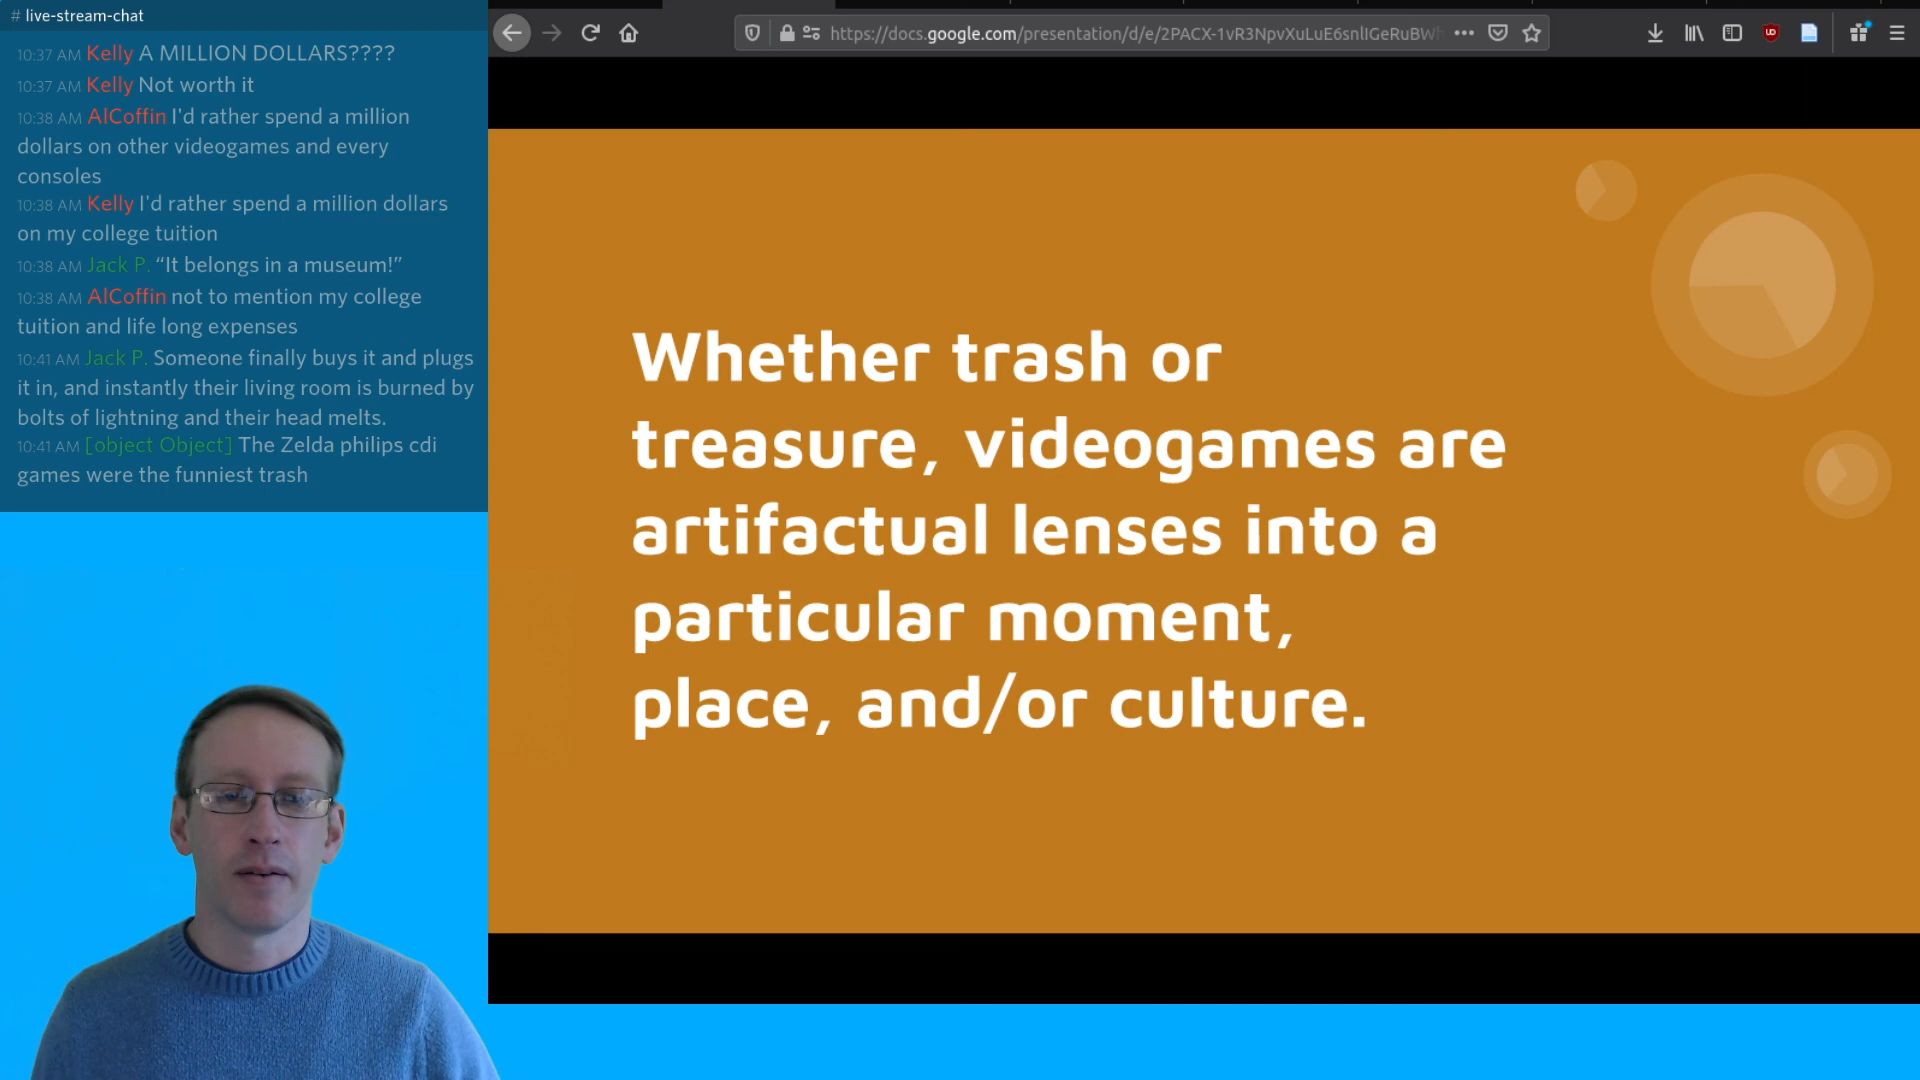 # live-stream-chat
10:37 AM Kelly A MILLION DOLLARS????
10:37 AM Kelly Not worth it
10:38 AM AlCoffin I'd rather spend a million
dollars on other videogames and every
consoles
10:38 AM Kelly I'd rather spend a million dollars
on my college tuition
10:38 AM Jack P. “It belongs in a museum!”
10:38 AM AlCoffin not to mention my college
tuition and life long expenses
10:41 AM Jack P. Someone finally buys it and plugs
it in, and instantly their living room is burned by
bolts of lightning and their head melts.
10:41 AM [object Object] The Zelda philips cdi
games were the funniest trash
https://docs.google.com/presentation/d/e/2PACX-1vR3NpvXuLuE6snlIGeRuBW
Whether trash or
treasure, videogames are
artifactual lenses into a
particular moment,
place, and/or culture.